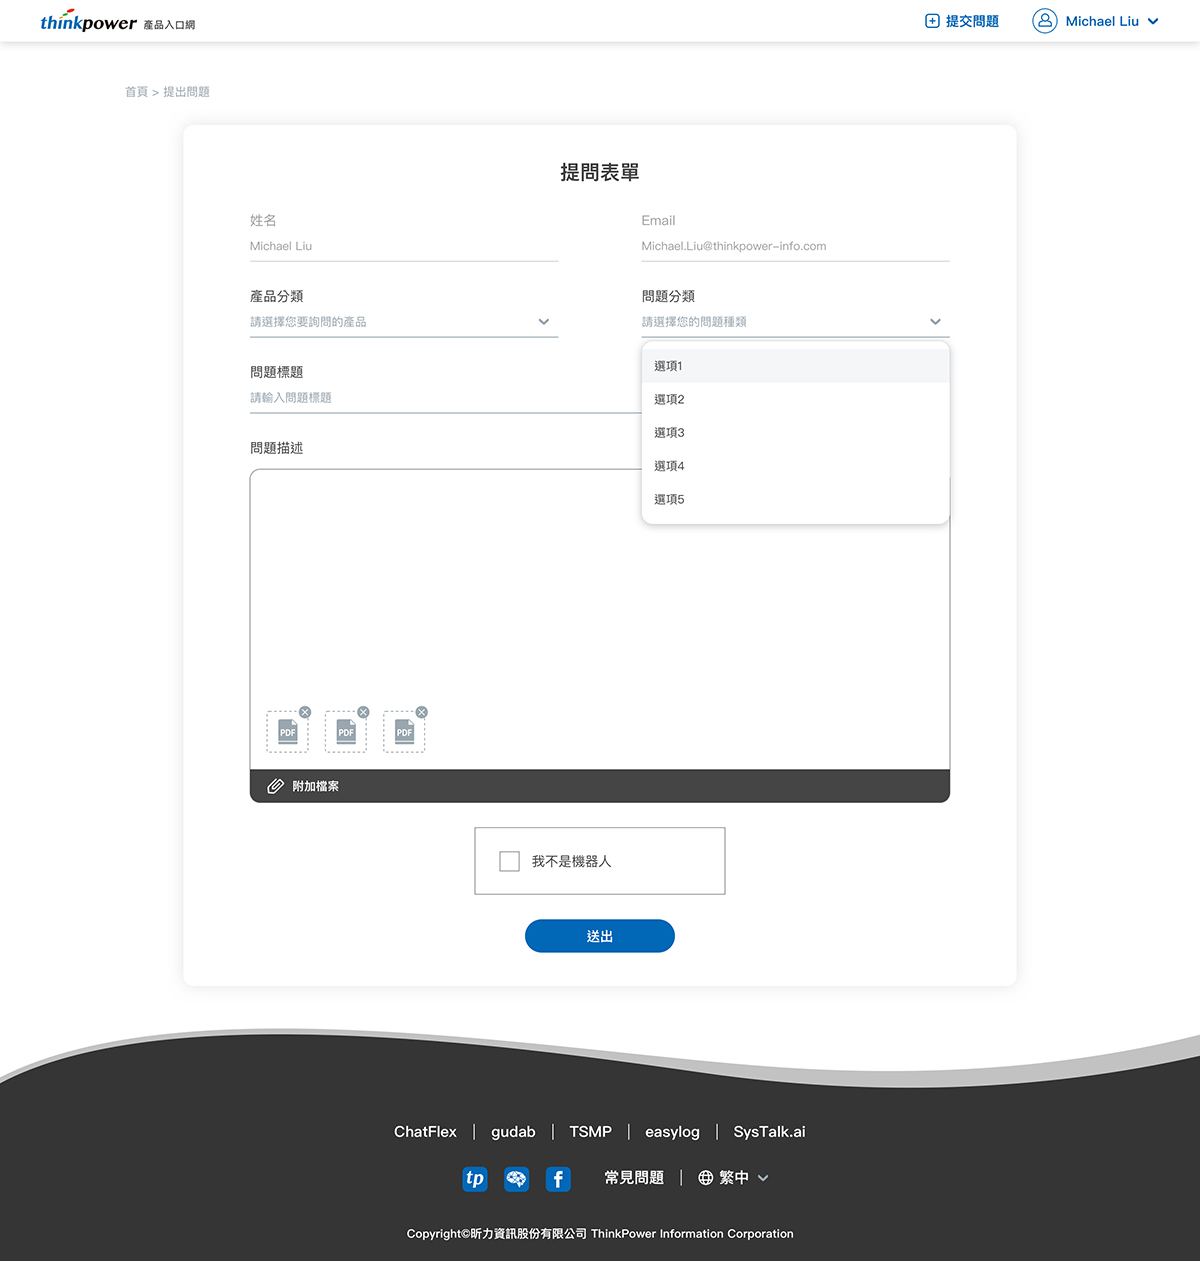 thinkpower 產品入口網
提交問題
Michael Liu
首頁 > 提出問題
提問表單
姓名
Michael Liu
Email
Michael.Liu@thinkpower-info.com
產品分類
請選擇您要詢問的產品
問題分類
請選擇您的問題種類
選項1
選項2
選項3
選項4
選項5
問題標題
請輸入問題標題
問題描述
PDF PDF PDF
附加檔案
我不是機器人
送出
ChatFlex | gudab | TSMP | easylog | SysTalk.ai
tp f 常見問題 | 繁中
Copyright©昕力資訊股份有限公司 ThinkPower Information Corporation